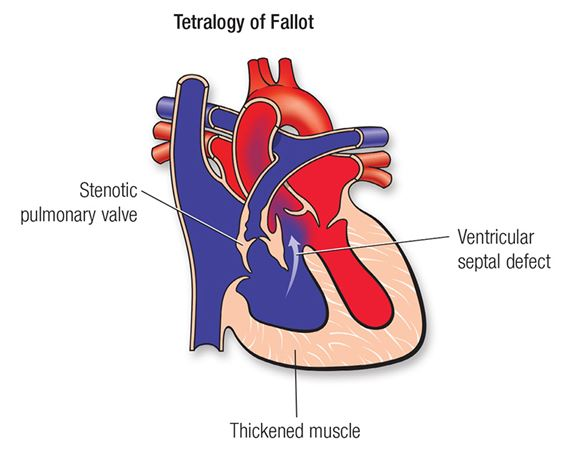 Tetralogy of Fallot
Stenotic
pulmonary valve
Ventricular
septal defect
Thickened muscle